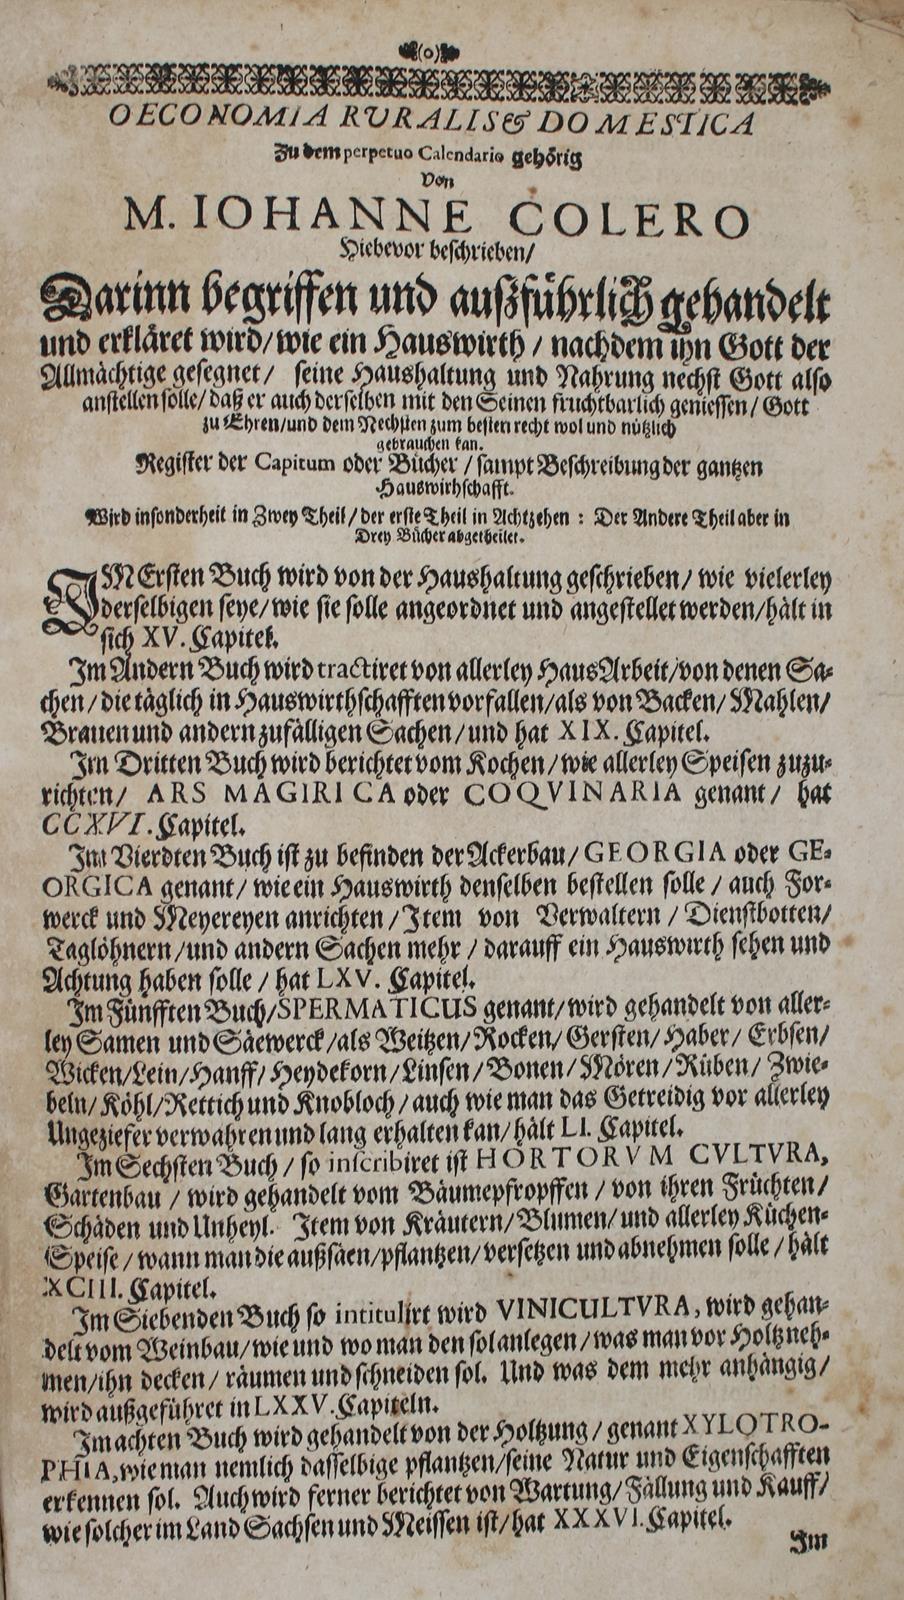 (o)
OECONOMIA RVRALIS & DOMESTICA
Zu dem perpetuo Calendario gehörig
Von
M. IOHANNE COLERO
Hiebevor beschrieben/
Darinn begriffen und außführlich gehandelt
und erkläret wird/ wie ein Hauswirth / nachdem ihn Gott der
Allmächtige gesegnet / seine Haushaltung und Nahrung nechst Gott also
anstellen solle / daß er auch derselben mit den Seinen fruchtbarlich geniessen / Gott
zu Ehren / und dem Nechsten zum besten recht wol und nützlich
gebrauchen kan.
Register der Capitum oder Bücher / sampt Beschreibung der gantzen
Hauswirhschafft.
Wird insonderheit in Zwey Theil / der erste Theil in Achtzehen : Der Andere Theil aber in
Drey Bücher abgetheilet.
IM Ersten Buch wird von der Haushaltung geschrieben / wie vielerley
derselbigen seye / wie sie solle angeordnet und angestellet werden / hält in
sich XV. Capitel.
Im Andern Buch wird tractiret von allerley HausArbeit / von denen Sa-
chen / die täglich in Hauswirthschafften vorfallen / als von Backen / Mahlen /
Brauen und andern zufälligen Sachen / und hat XIX. Capitel.
Im Dritten Buch wird berichtet vom Kochen / wie allerley Speisen zuzu-
richten / ARS MAGIRICA oder COQVINARIA genant / hat
CCXVI. Capitel.
Im Vierdten Buch ist zu befinden der Ackerbau / GEORGIA oder GE-
ORGICA genant / wie ein Hauswirth denselben bestellen solle / auch For-
werck und Meyereyen anrichten / Item von Verwaltern / Dienstbotten /
Taglöhnern / und andern Sachen mehr / darauff ein Hauswirth sehen und
Achtung haben solle / hat LXV. Capitel.
Im Fünfften Buch / SPERMATICUS genant / wird gehandelt von aller-
ley Samen und Säewerck / als Weitzen / Rocken / Gersten / Haber / Erbsen /
Wicken / Lein / Hanff / Heydekorn / Linsen / Bonen / Mören / Rüben / Zwie-
beln / Köhl / Rettich und Knobloch / auch wie man das Getreidig vor allerley
Ungeziefer verwahren und lang erhalten kan / hält LI. Capitel.
Im Sechsten Buch / so inscribiret ist HORTORVM CVLTVRA,
Gartenbau / wird gehandelt vom Bäumepfropffen / von ihren Früchten /
Schäden und Unheyl. Item von Kräutern / Blumen / und allerley Küchen-
Speise / wann man die außsäen / pflantzen / versetzen und abnehmen solle / hält
XCIII. Capitel.
Im Siebenden Buch so intitulirt wird VINICULTVRA, wird gehan-
delt vom Weinbau / wie und wo man den sol anlegen / was man vor Holtz neh-
men / ihn decken / räumen und schneiden sol. Und was dem mehr anhängig /
wird außgeführet in LXXV. Capiteln.
Im achten Buch wird gehandelt von der Holtzung / genant XYLOTRO-
PHIA, wie man nemlich dasselbige pflantzen / seine Natur und Eigenschafften
erkennen sol. Auch wird ferner berichtet von Wartung / Fällung und Kauff /
wie solcher im Land Sachsen und Meissen ist / hat XXXVI. Capitel.
Im